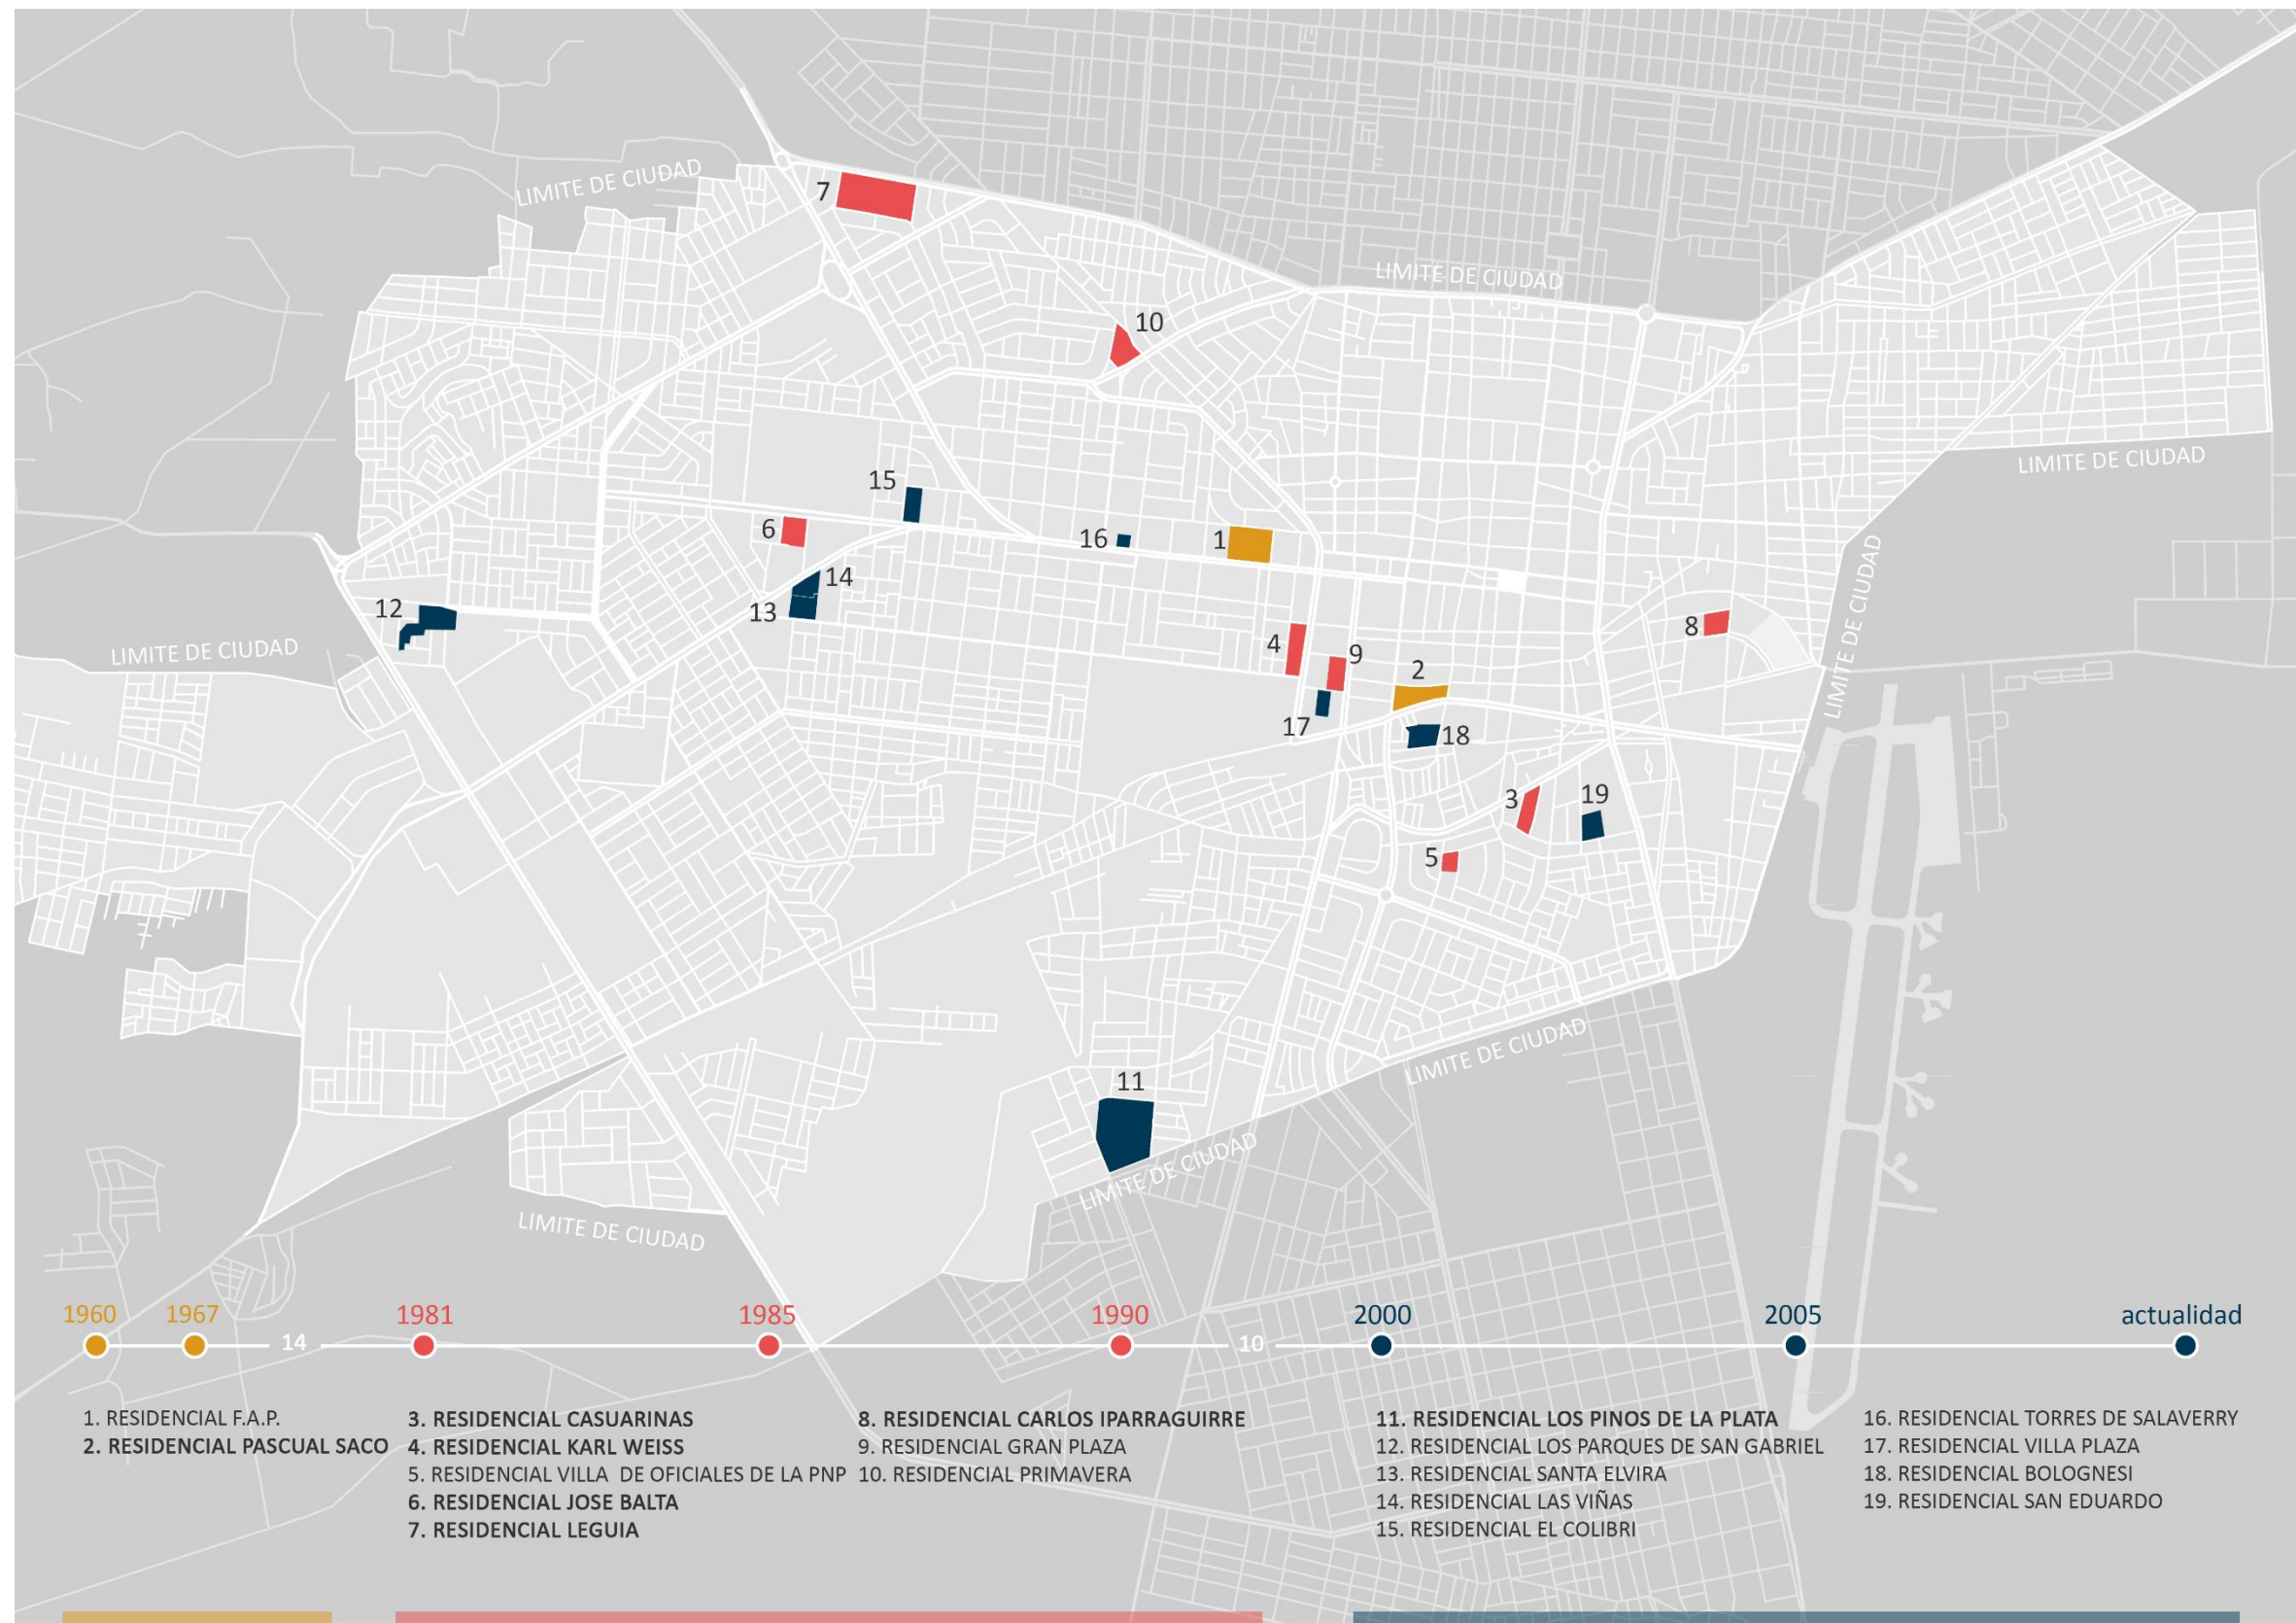 LIMITE DE CIUDAD
7
LIMITE DE CIUDAD
10
LIMITE DE CIUDAD
15
6
16
1
14
12
13
8
LIMITE DE CIUDAD
4
9
2
LIMITE DE CIUDAD
17
18
3
19
5
LIMITE DE CIUDAD
11
LIMITE DE CIUDAD
LIMITE DE CIUDAD
1960
1967
1981
1985
1990
2000
2005
actualidad
14
10
1. RESIDENCIAL F.A.P.
2. RESIDENCIAL PASCUAL SACO
3. RESIDENCIAL CASUARINAS
4. RESIDENCIAL KARL WEISS
5. RESIDENCIAL VILLA DE OFICIALES DE LA PNP
6. RESIDENCIAL JOSE BALTA
7. RESIDENCIAL LEGUIA
8. RESIDENCIAL CARLOS IPARRAGUIRRE
9. RESIDENCIAL GRAN PLAZA
10. RESIDENCIAL PRIMAVERA
11. RESIDENCIAL LOS PINOS DE LA PLATA
12. RESIDENCIAL LOS PARQUES DE SAN GABRIEL
13. RESIDENCIAL SANTA ELVIRA
14. RESIDENCIAL LAS VIÑAS
15. RESIDENCIAL EL COLIBRI
16. RESIDENCIAL TORRES DE SALAVERRY
17. RESIDENCIAL VILLA PLAZA
18. RESIDENCIAL BOLOGNESI
19. RESIDENCIAL SAN EDUARDO